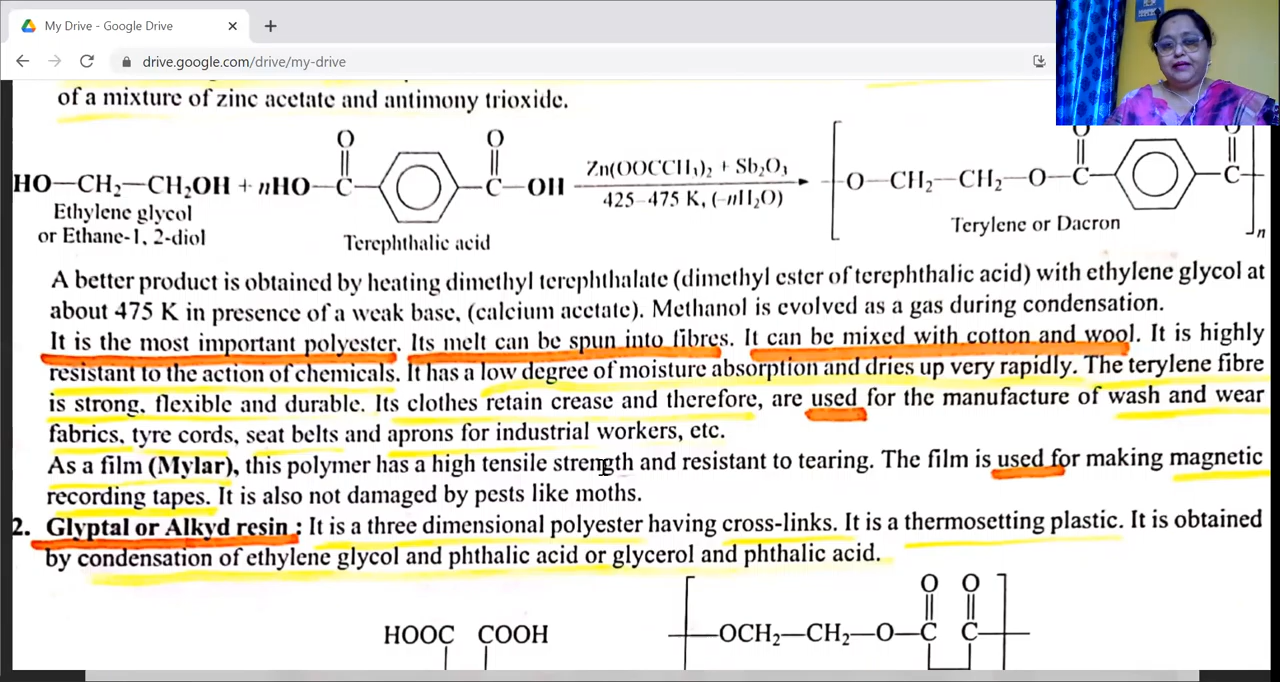 My Drive - Google Drive
drive.google.com/drive/my-drive
of a mixture of zinc acetate and antimony trioxide.
O O O O
HO—CH₂—CH₂OH + nHO—C C—OH Zn(OOCCH₃)₂ + Sb₂O₃ O—CH₂—CH₂—O—C C
425–475 K, (–nH₂O) n
Ethylene glycol
or Ethane-1, 2-diol
Terephthalic acid
Terylene or Dacron
A better product is obtained by heating dimethyl terephthalate (dimethyl ester of terephthalic acid) with ethylene glycol at
about 475 K in presence of a weak base, (calcium acetate). Methanol is evolved as a gas during condensation.
It is the most important polyester. Its melt can be spun into fibres. It can be mixed with cotton and wool. It is highly
resistant to the action of chemicals. It has a low degree of moisture absorption and dries up very rapidly. The terylene fibre
is strong, flexible and durable. Its clothes retain crease and therefore, are used for the manufacture of wash and wear
fabrics, tyre cords, seat belts and aprons for industrial workers, etc.
As a film (Mylar), this polymer has a high tensile strength and resistant to tearing. The film is used for making magnetic
recording tapes. It is also not damaged by pests like moths.
2. Glyptal or Alkyd resin : It is a three dimensional polyester having cross-links. It is a thermosetting plastic. It is obtained
by condensation of ethylene glycol and phthalic acid or glycerol and phthalic acid.
O O
HOOC COOH OCH₂—CH₂—O—C C